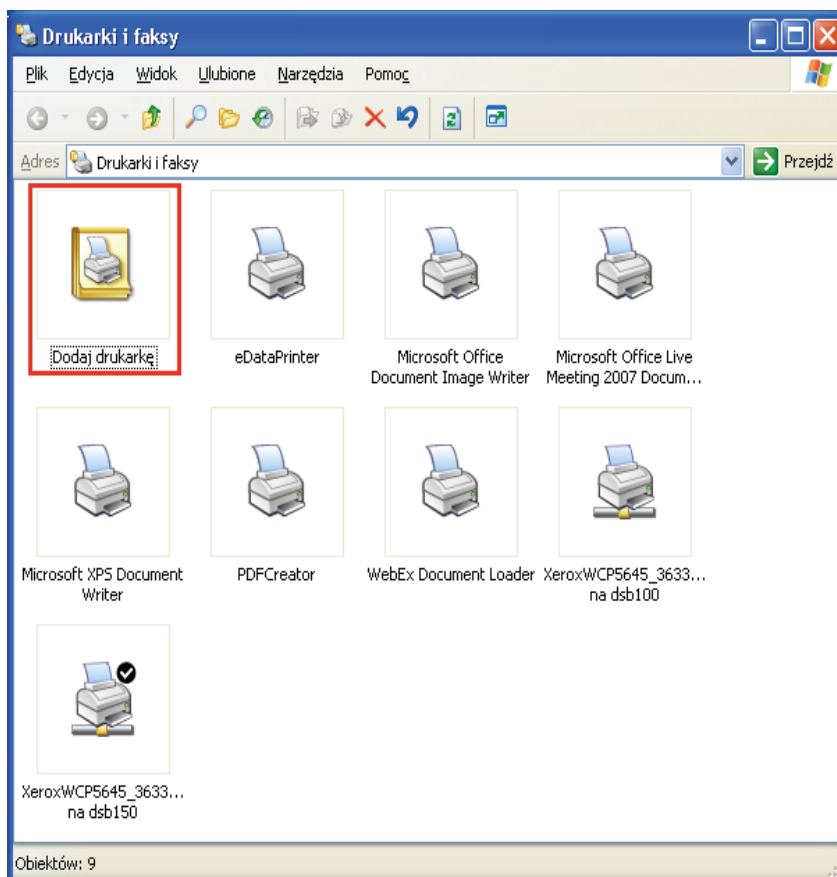 Drukarki i faksy
Plik Edycja Widok Ulubione Narzędzia Pomoc
Adres Drukarki i faksy Przejdź
Dodaj drukarkę
eDataPrinter
Microsoft Office
Document Image Writer
Microsoft Office Live
Meeting 2007 Docum...
Microsoft XPS Document
Writer
PDFCreator
WebEx Document Loader
XeroxWCP5645_3633...
na dsb100
XeroxWCP5645_3633...
na dsb150
Obiektów: 9